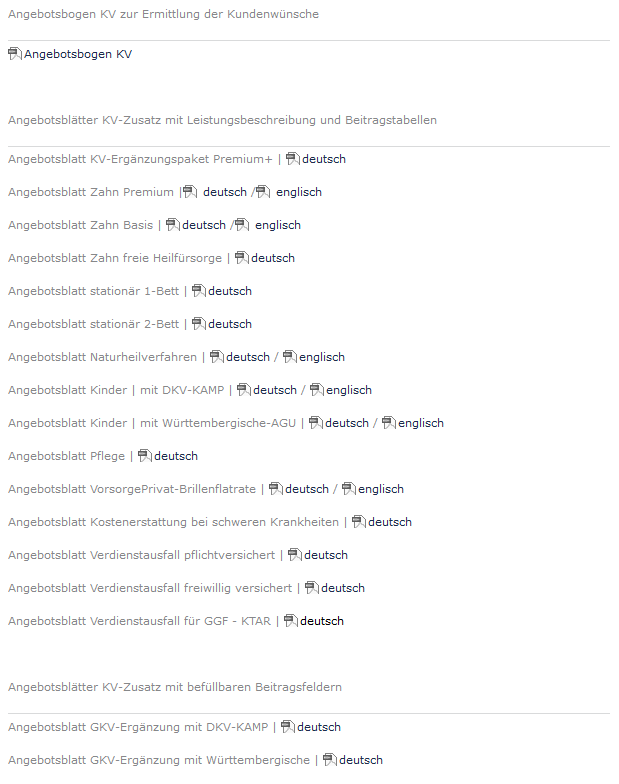 Angebotsbogen KV zur Ermittlung der Kundenwünsche
Angebotsbogen KV
Angebotsblätter KV-Zusatz mit Leistungsbeschreibung und Beitragstabellen
Angebotsblatt KV-Ergänzungspaket Premium+ | deutsch
Angebotsblatt Zahn Premium | deutsch / englisch
Angebotsblatt Zahn Basis | deutsch / englisch
Angebotsblatt Zahn freie Heilfürsorge | deutsch
Angebotsblatt stationär 1-Bett | deutsch
Angebotsblatt stationär 2-Bett | deutsch
Angebotsblatt Naturheilverfahren | deutsch / englisch
Angebotsblatt Kinder | mit DKV-KAMP | deutsch / englisch
Angebotsblatt Kinder | mit Württembergische-AGU | deutsch / englisch
Angebotsblatt Pflege | deutsch
Angebotsblatt VorsorgePrivat-Brillenflatrate | deutsch / englisch
Angebotsblatt Kostenerstattung bei schweren Krankheiten | deutsch
Angebotsblatt Verdienstausfall pflichtversichert | deutsch
Angebotsblatt Verdienstausfall freiwillig versichert | deutsch
Angebotsblatt Verdienstausfall für GGF - KTAR | deutsch
Angebotsblätter KV-Zusatz mit befüllbaren Beitragsfeldern
Angebotsblatt GKV-Ergänzung mit DKV-KAMP | deutsch
Angebotsblatt GKV-Ergänzung mit Württembergische | deutsch